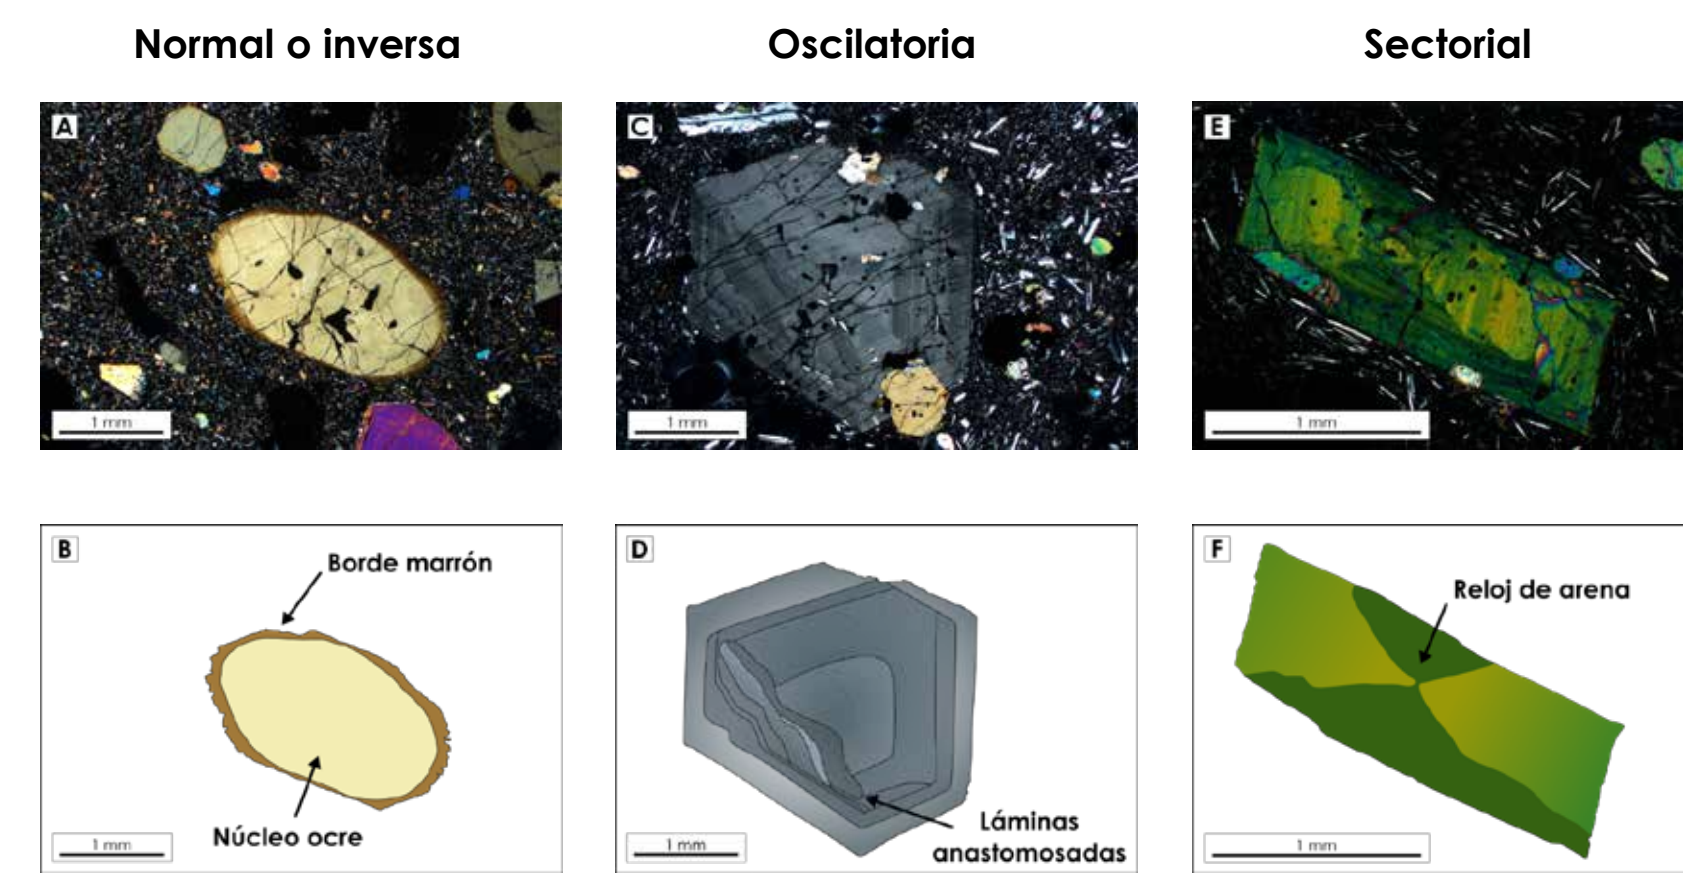 Normal o inversa
Oscilatoria
Sectorial
A
1 mm
C
1 mm
E
1 mm
B
Borde marrón
Núcleo ocre
1 mm
D
Láminas
anastomosadas
1 mm
F
Reloj de arena
1 mm